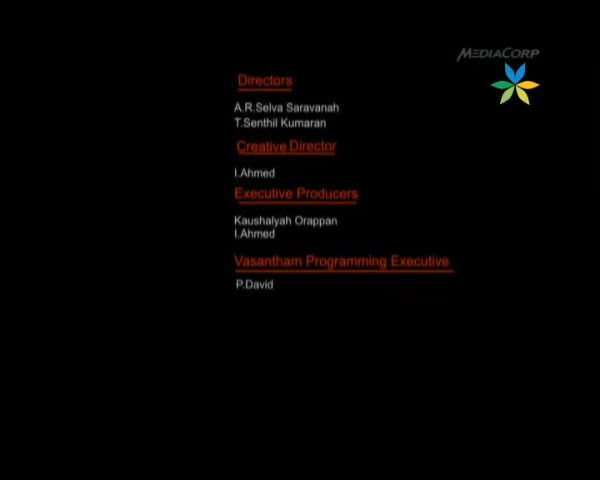 MEDIACORP
Directors
A.R.Selva Saravanah
T.Senthil Kumaran
Creative Director
I.Ahmed
Executive Producers
Kaushalyah Orappan
I.Ahmed
Vasantham Programming Executive
P.David